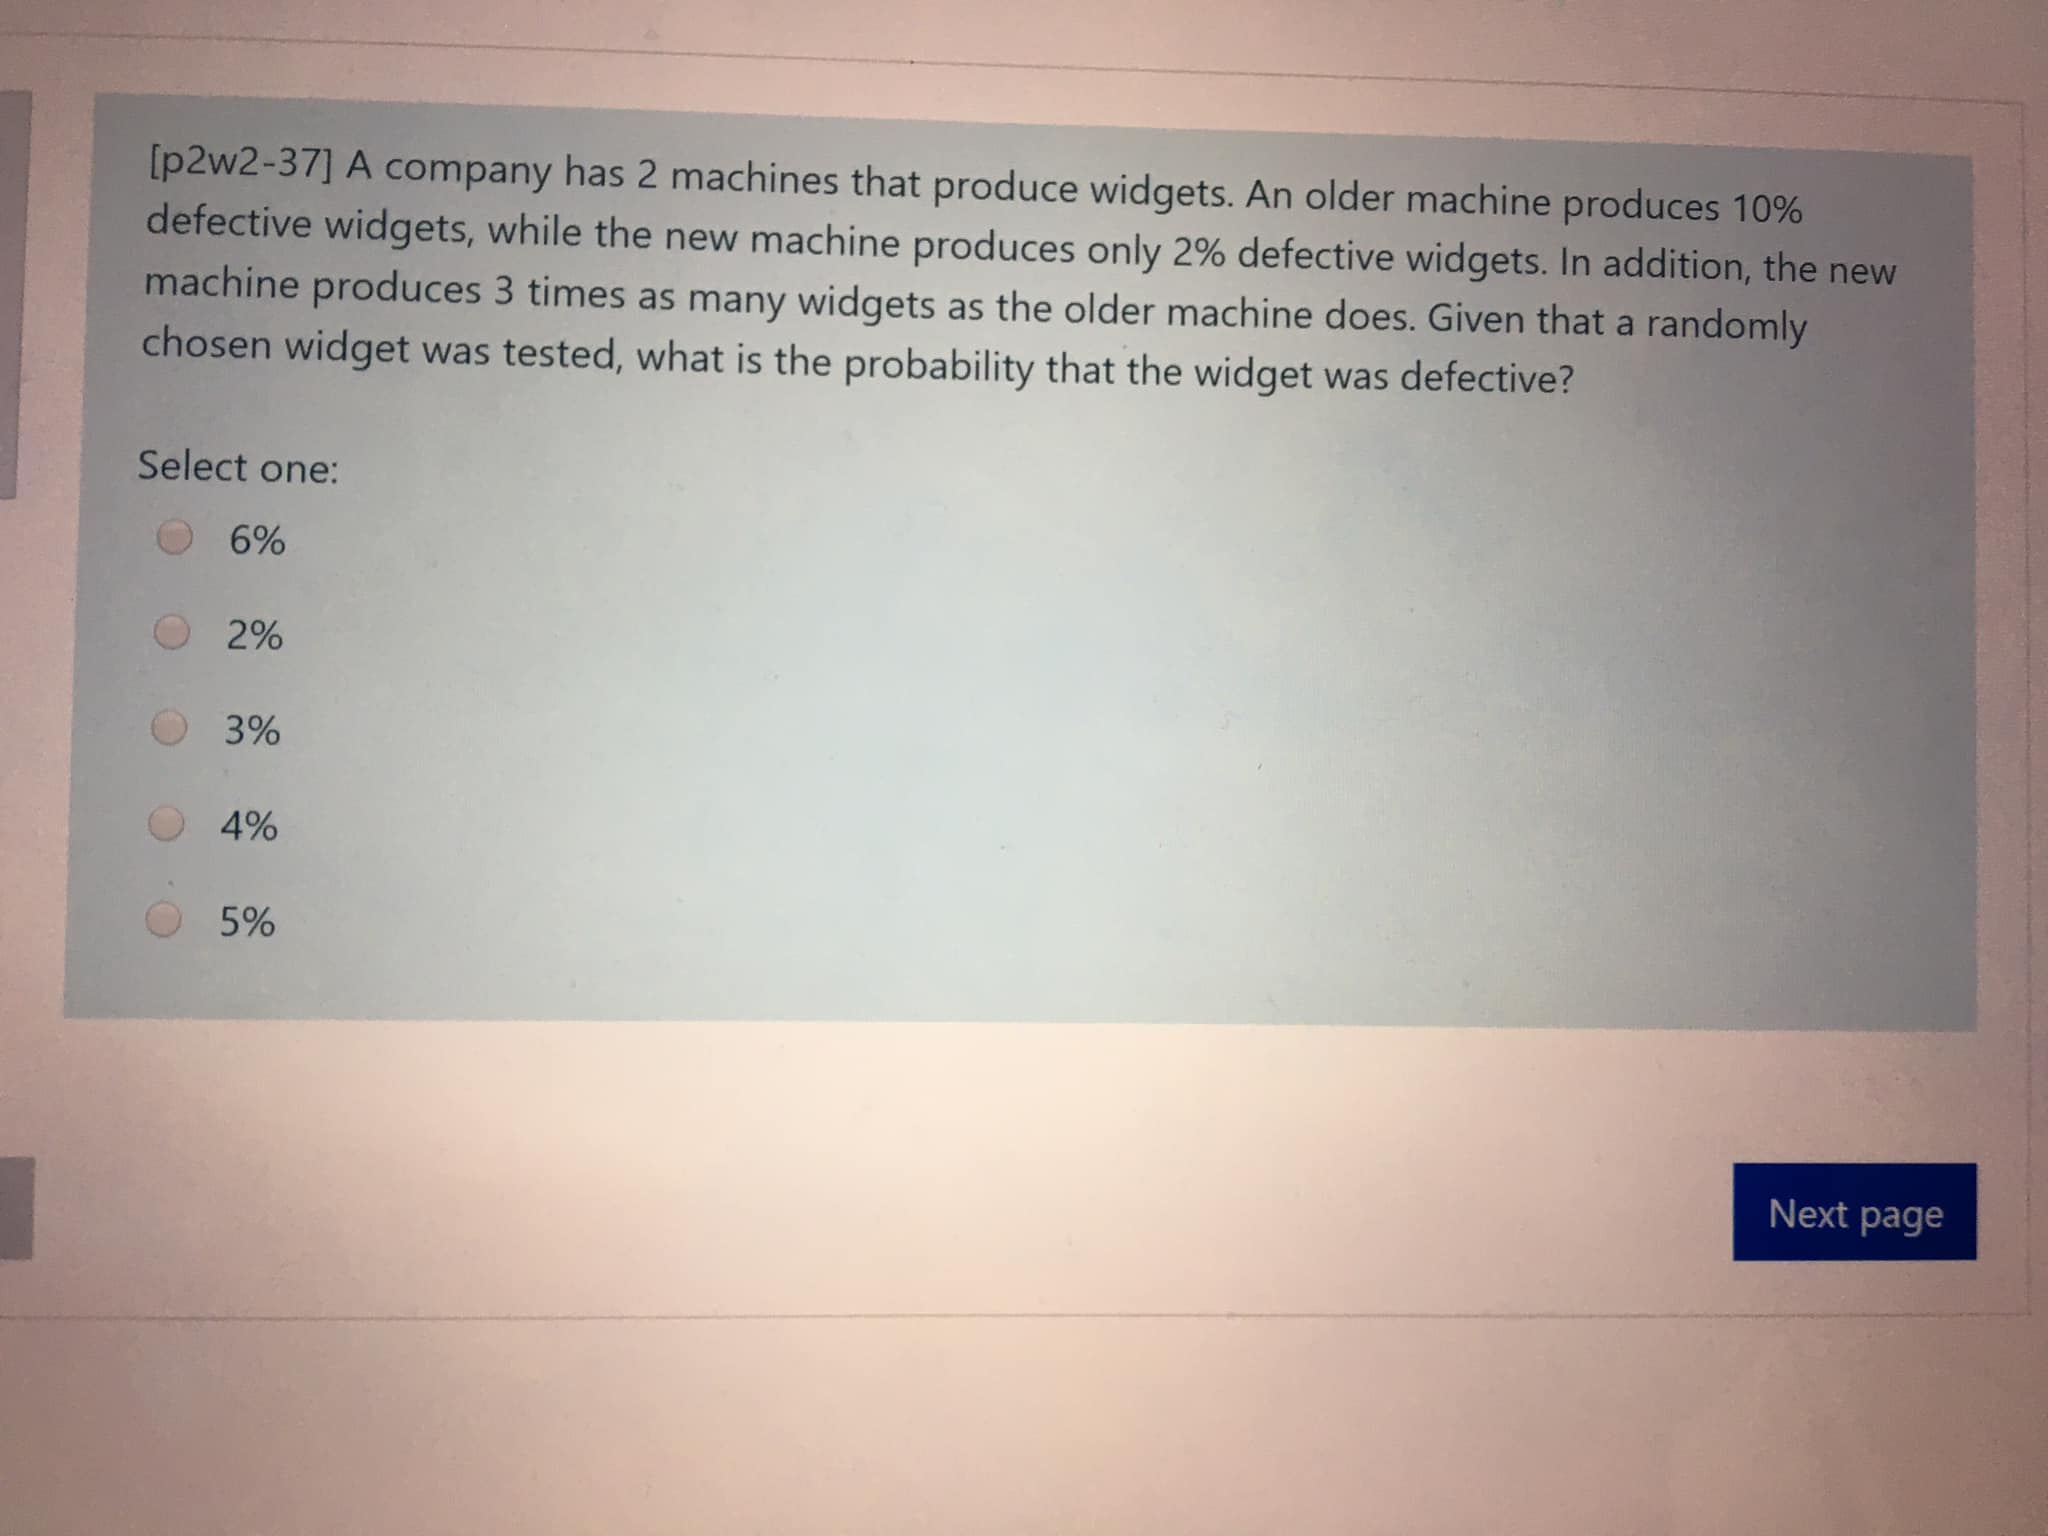 [p2w2-37] A company has 2 machines that produce widgets. An older machine produces 10%
defective widgets, while the new machine produces only 2% defective widgets. In addition, the new
machine produces 3 times as many widgets as the older machine does. Given that a randomly
chosen widget was tested, what is the probability that the widget was defective?
Select one:
6%
2%
3%
4%
5%
Next page